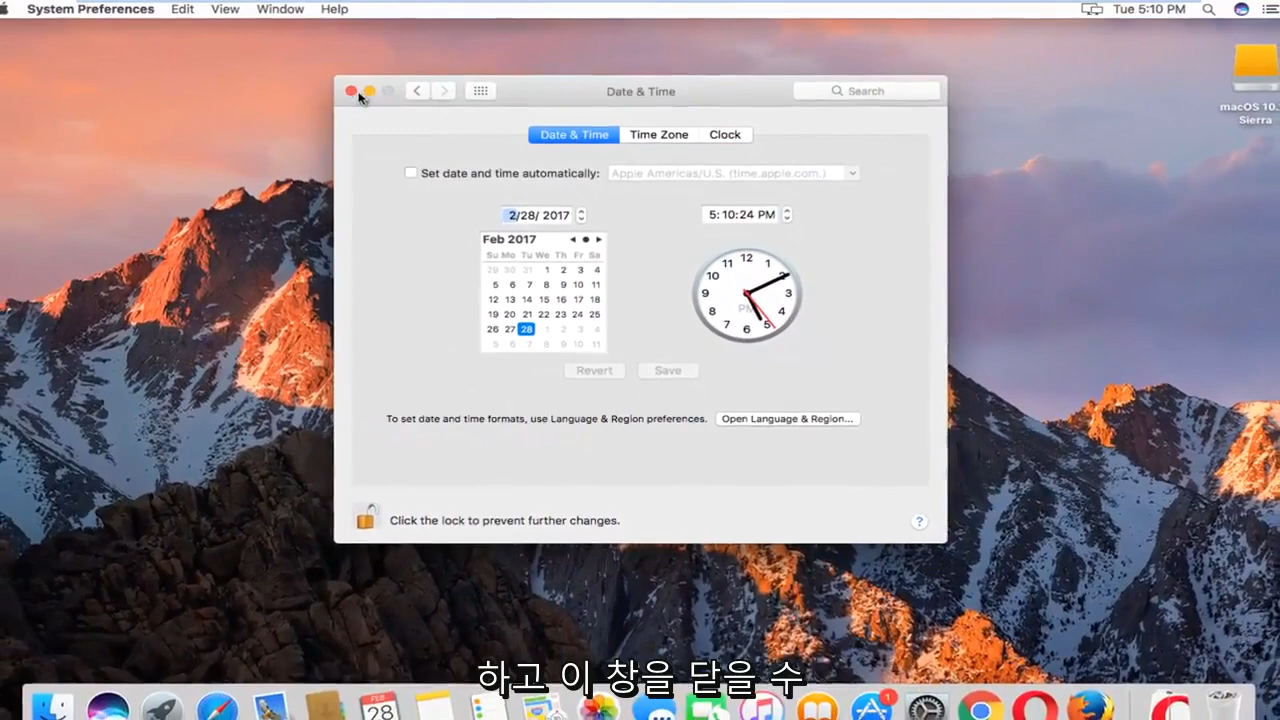 System Preferences Edit View Window Help Tue 5:10 PM
macOS 10.
Sierra
Date & Time Search
Date & Time Time Zone Clock
Set date and time automatically: Apple Americas/U.S. (time.apple.com.)
2/28/ 2017 5:10:24 PM
Feb 2017
Su Mo Tu We Th Fr Sa
29 30 31 1 2 3 4
5 6 7 8 9 10 11
12 13 14 15 16 17 18
19 20 21 22 23 24 25
26 27 28 1 2 3 4
5 6 7 8 9 10 11
12 1 2 3 4 5 6 7 8 9 10 11
PM
Revert Save
To set date and time formats, use Language & Region preferences. Open Language & Region...
Click the lock to prevent further changes. ?
하고 이 창을 닫을 수
FEB
28
1